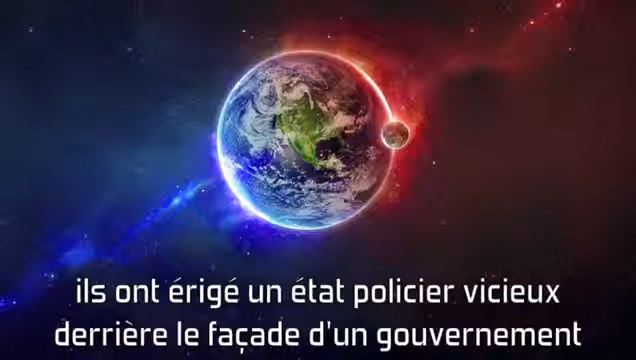 ils ont érigé un état policier vicieux
derrière le façade d'un gouvernement